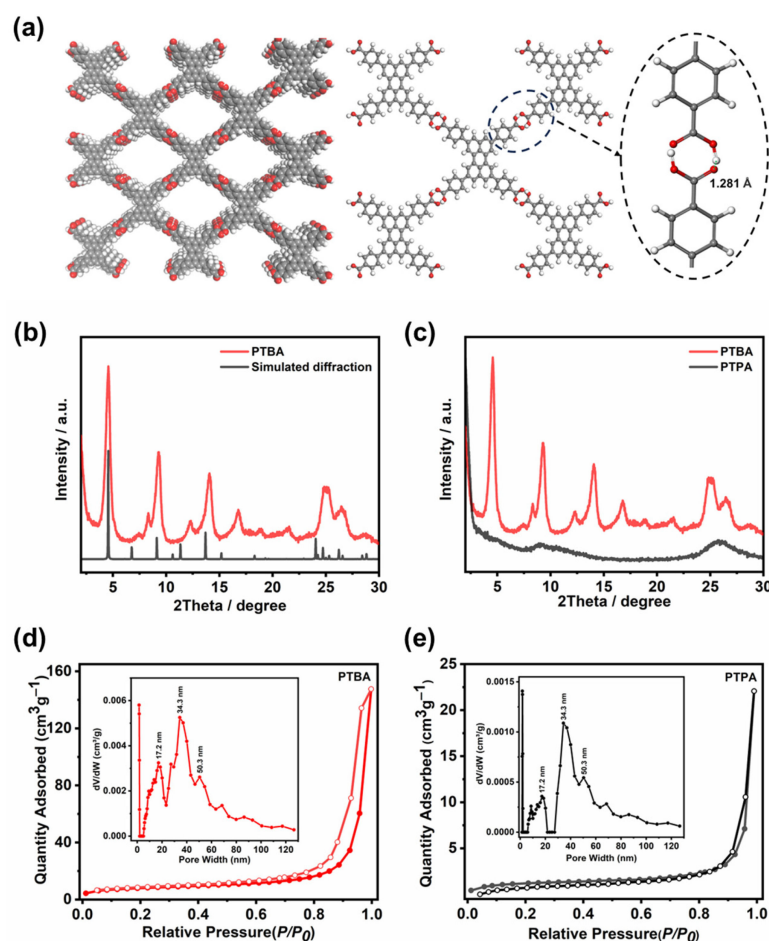 (a)
1.281 Å
(b)
PTBA
Simulated diffraction
Intensity / a.u.
5 10 15 20 25 30
2Theta / degree
(c)
PTBA
PTPA
Intensity / a.u.
5 10 15 20 25 30
2Theta / degree
(d)
PTBA
Quantity Adsorbed (cm³g⁻¹)
160
120
80
40
0
0.0 0.2 0.4 0.6 0.8 1.0
Relative Pressure(P/P₀)
dV/dW (cm³/g)
0.006
0.004
0.002
0.000
17.2 nm
34.3 nm
50.3 nm
0 20 40 60 80 100 120
Pore Width (nm)
(e)
PTPA
Quantity Adsorbed (cm³g⁻¹)
25
20
15
10
5
0.0 0.2 0.4 0.6 0.8 1.0
Relative Pressure(P/P₀)
dV/dW (cm³/g)
0.0015
0.0010
0.0005
0.0000
17.2 nm
34.3 nm
50.3 nm
0 20 40 60 80 100 120
Pore Width (nm)